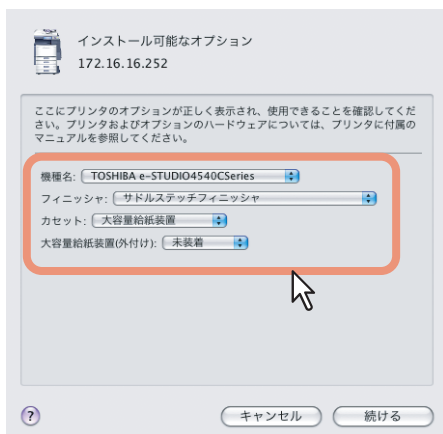 インストール可能なオプション
172.16.16.252
ここにプリンタのオプションが正しく表示され、使用できることを確認してくだ
さい。プリンタおよびオプションのハードウェアについては、プリンタに付属の
マニュアルを参照してください。
機種名: TOSHIBA e-STUDIO4540CSeries
フィニッシャ: サドルステッチフィニッシャ
カセット: 大容量給紙装置
大容量給紙装置(外付け): 未装着
? キャンセル 続ける